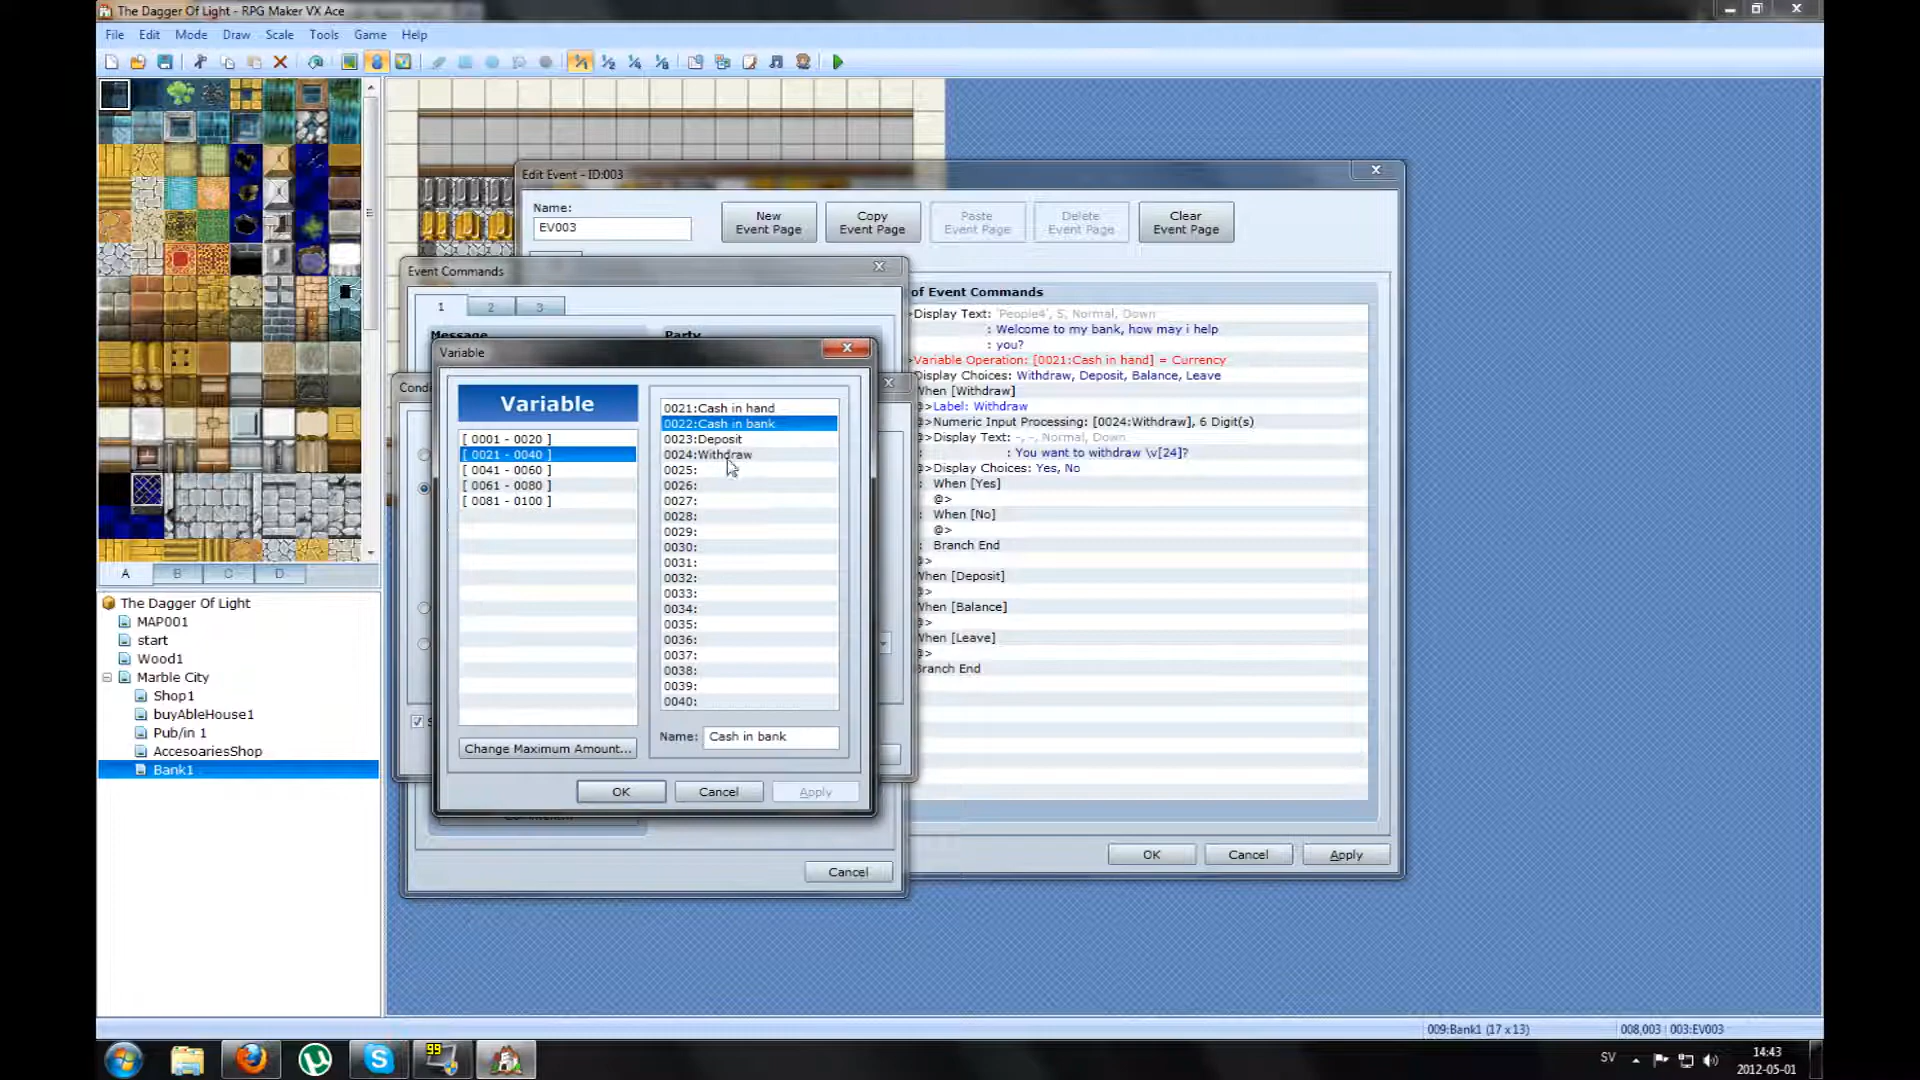 The Dagger Of Light - RPG Maker VX Ace
File Edit Mode Draw Scale Tools Game Help
Edit Event - ID:003
Name:
EV003
New Event Page
Copy Event Page
Paste Event Page
Delete Event Page
Clear Event Page
Event Commands
1 2 3
Message
Party
Variable
Variable
[ 0001 - 0020 ]
[ 0021 - 0040 ]
[ 0041 - 0060 ]
[ 0061 - 0080 ]
[ 0081 - 0100 ]
Change Maximum Amount...
0021:Cash in hand
0022:Cash in bank
0023:Deposit
0024:Withdraw
0025:
0026:
0027:
0028:
0029:
0030:
0031:
0032:
0033:
0034:
0035:
0036:
0037:
0038:
0039:
0040:
Name: Cash in bank
OK Cancel Apply
Cancel
of Event Commands
>Display Text: 'People4', 5, Normal, Down
: Welcome to my bank, how may i help
: you?
>Variable Operation: [0021:Cash in hand] = Currency
Display Choices: Withdraw, Deposit, Balance, Leave
When [Withdraw]
@>Label: Withdraw
@>Numeric Input Processing: [0024:Withdraw], 6 Digit(s)
@>Display Text: -, -, Normal, Down
: : You want to withdraw \v[24]?
@>Display Choices: Yes, No
: When [Yes]
@>
: When [No]
@>
: Branch End
@>
When [Deposit]
@>
When [Balance]
@>
When [Leave]
@>
Branch End
OK Cancel Apply
A B C D
The Dagger Of Light
MAP001
start
Wood1
Marble City
Shop1
buyAbleHouse1
Pub/in 1
AccesoariesShop
Bank1
009:Bank1 (17 x 13)
008,003
003:EV003
99
SV
14:43
2012-05-01